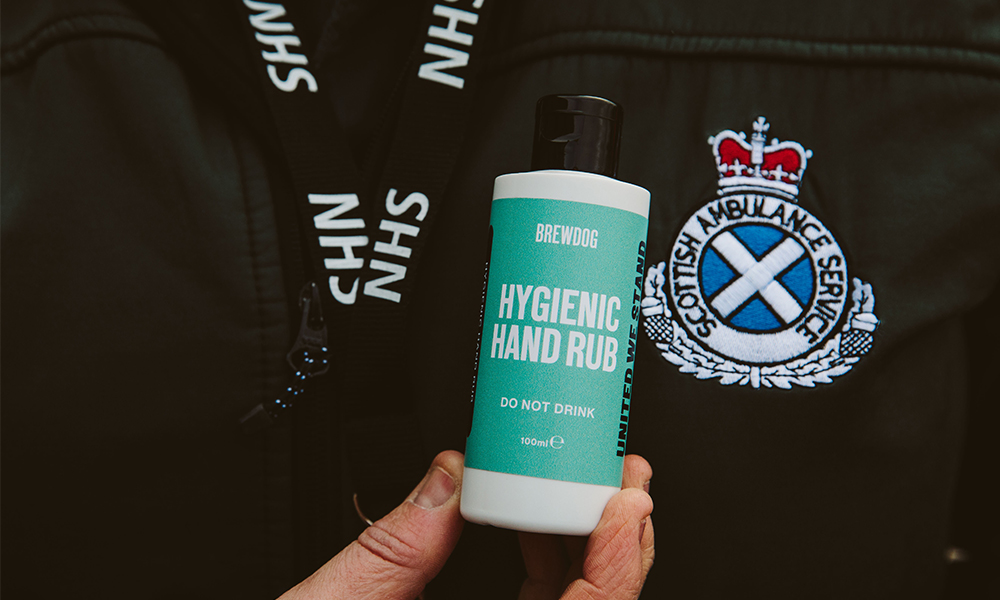 NHS
NHS
NHS
NHS
BREWDOG
HYGIENIC
HAND RUB
DO NOT DRINK
100ml℮
UNITED WE STAND
SCOTTISH AMBULANCE SERVICE